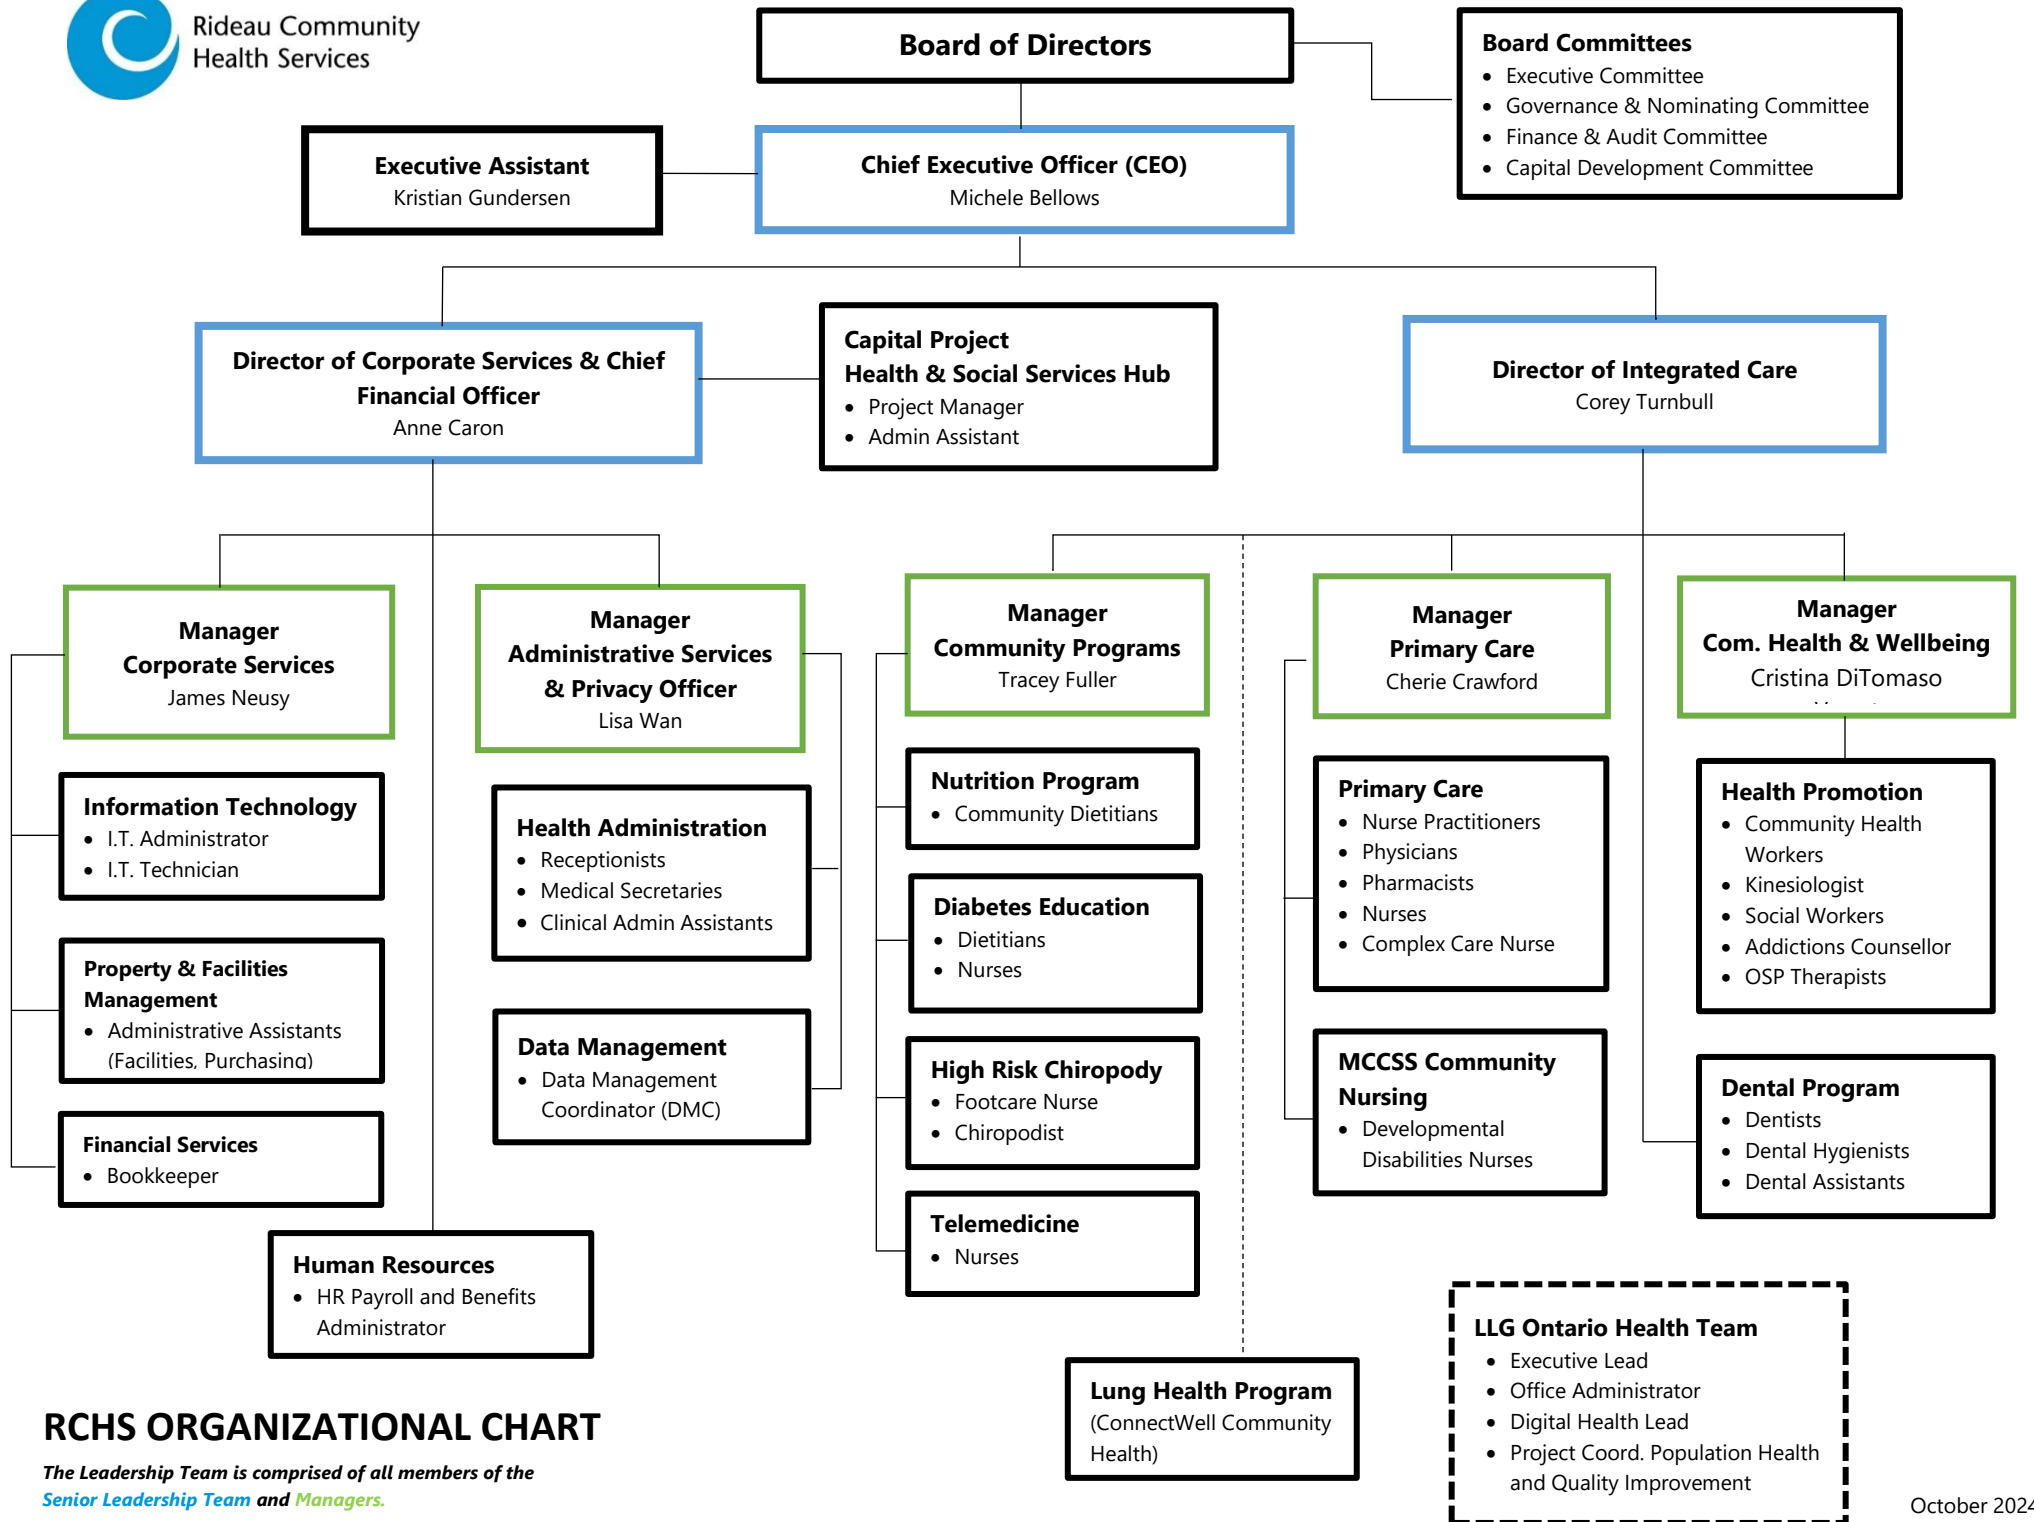 Rideau Community
Health Services
Board of Directors
Board Committees
• Executive Committee
• Governance & Nominating Committee
• Finance & Audit Committee
• Capital Development Committee
Executive Assistant
Kristian Gundersen
Chief Executive Officer (CEO)
Michele Bellows
Director of Corporate Services & Chief
Financial Officer
Anne Caron
Capital Project
Health & Social Services Hub
• Project Manager
• Admin Assistant
Director of Integrated Care
Corey Turnbull
Manager
Corporate Services
James Neusy
Manager
Administrative Services
& Privacy Officer
Lisa Wan
Manager
Community Programs
Tracey Fuller
Manager
Primary Care
Cherie Crawford
Manager
Com. Health & Wellbeing
Cristina DiTomaso
Information Technology
• I.T. Administrator
• I.T. Technician
Property & Facilities
Management
• Administrative Assistants
(Facilities, Purchasing)
Financial Services
• Bookkeeper
Human Resources
• HR Payroll and Benefits
Administrator
Health Administration
• Receptionists
• Medical Secretaries
• Clinical Admin Assistants
Data Management
• Data Management
Coordinator (DMC)
Nutrition Program
• Community Dietitians
Diabetes Education
• Dietitians
• Nurses
High Risk Chiropody
• Footcare Nurse
• Chiropodist
Telemedicine
• Nurses
Lung Health Program
(ConnectWell Community
Health)
Primary Care
• Nurse Practitioners
• Physicians
• Pharmacists
• Nurses
• Complex Care Nurse
MCCSS Community
Nursing
• Developmental
Disabilities Nurses
Health Promotion
• Community Health
Workers
• Kinesiologist
• Social Workers
• Addictions Counsellor
• OSP Therapists
Dental Program
• Dentists
• Dental Hygienists
• Dental Assistants
LLG Ontario Health Team
• Executive Lead
• Office Administrator
• Digital Health Lead
• Project Coord. Population Health
and Quality Improvement
RCHS ORGANIZATIONAL CHART
The Leadership Team is comprised of all members of the
Senior Leadership Team and Managers.
October 2024